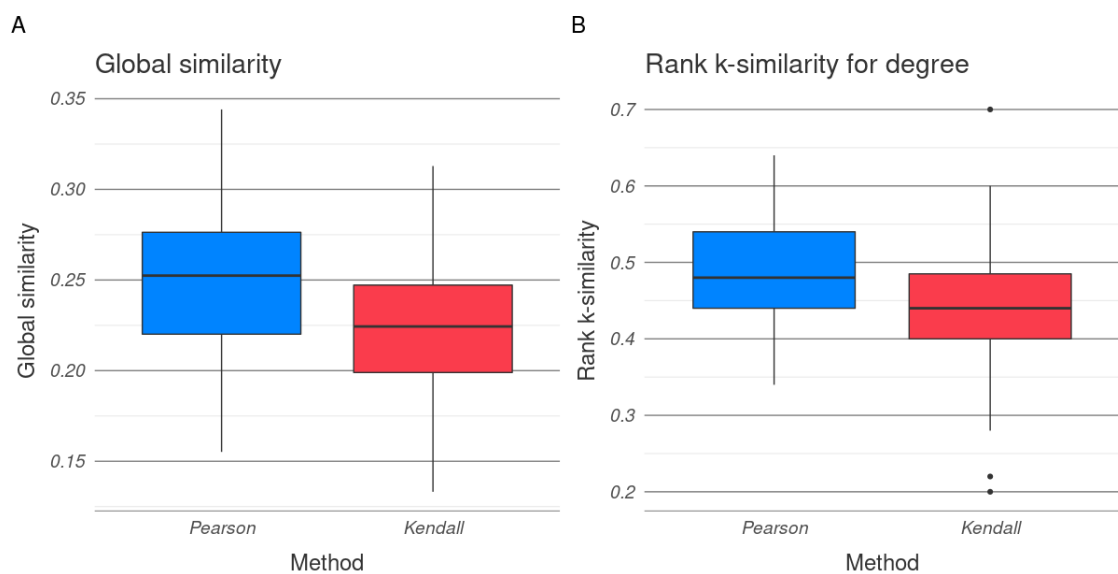 A
Global similarity
Global similarity
0.35
0.30
0.25
0.20
0.15
Pearson
Kendall
Method
B
Rank k-similarity for degree
Rank k-similarity
0.7
0.6
0.5
0.4
0.3
0.2
Pearson
Kendall
Method